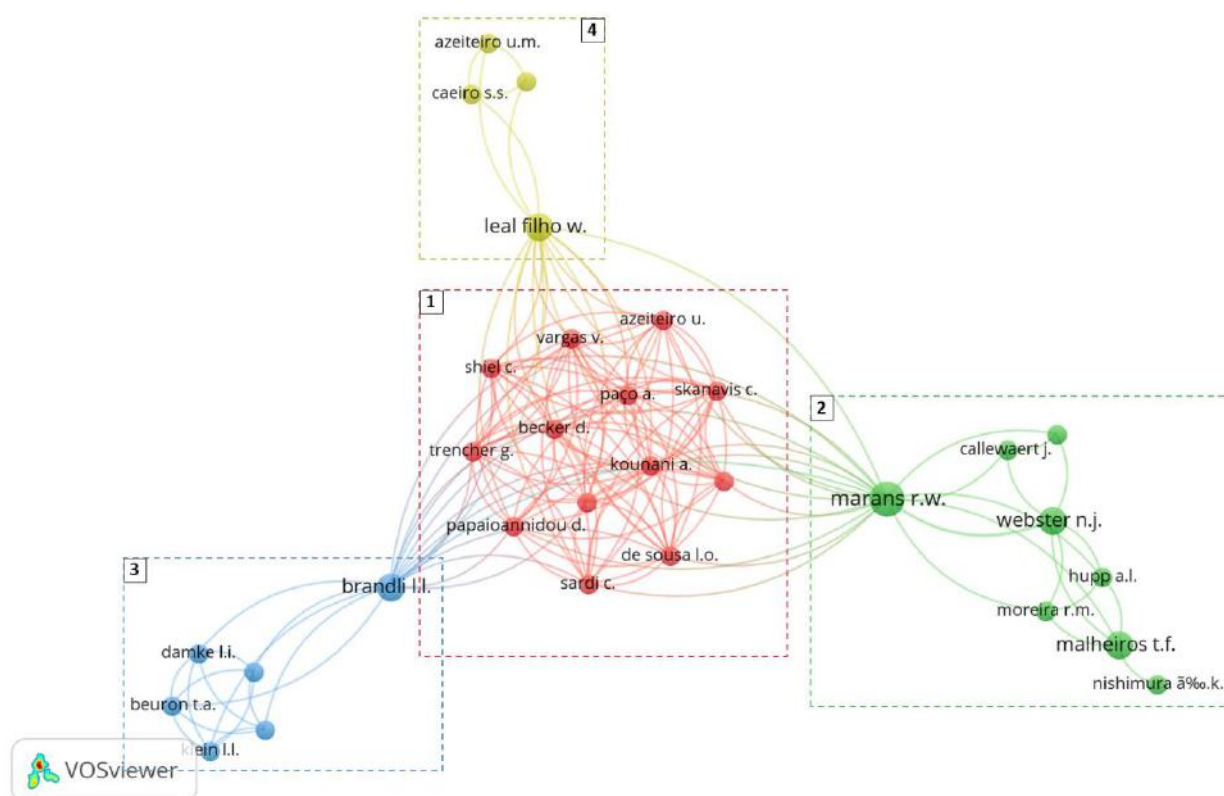 azeiteiro u.m.
4
caeiro s.s.
leal filho w.
1
azeiteiro u.
vargas v.
shiel c.
paço a.
skanavis c.
becker d.
trencher g.
kounani a.
papaioannidou d.
de sousa l.o.
sardi c.
2
callewaert j.
marans r.w.
webster n.j.
hupp a.l.
moreira r.m.
malheiros t.f.
nishimura ã‰.k.
3
brandli l.l.
damke l.i.
beuron t.a.
klein l.l.
VOSviewer